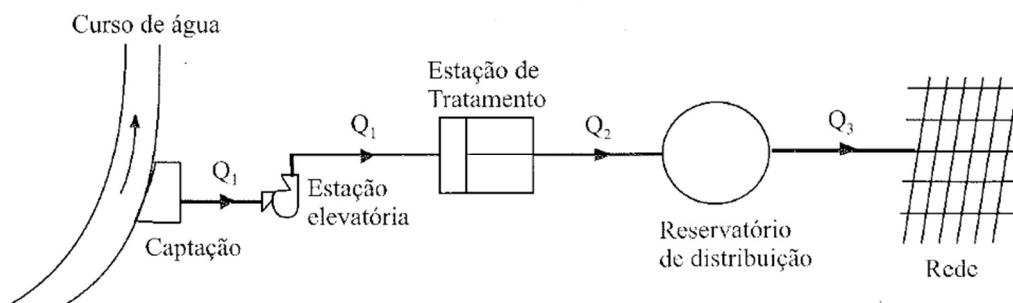 Curso de água
Estação de
Tratamento
Q1
Q2
Q3
Q1
Estação
elevatória
Captação
Reservatório
de distribuição
Rede